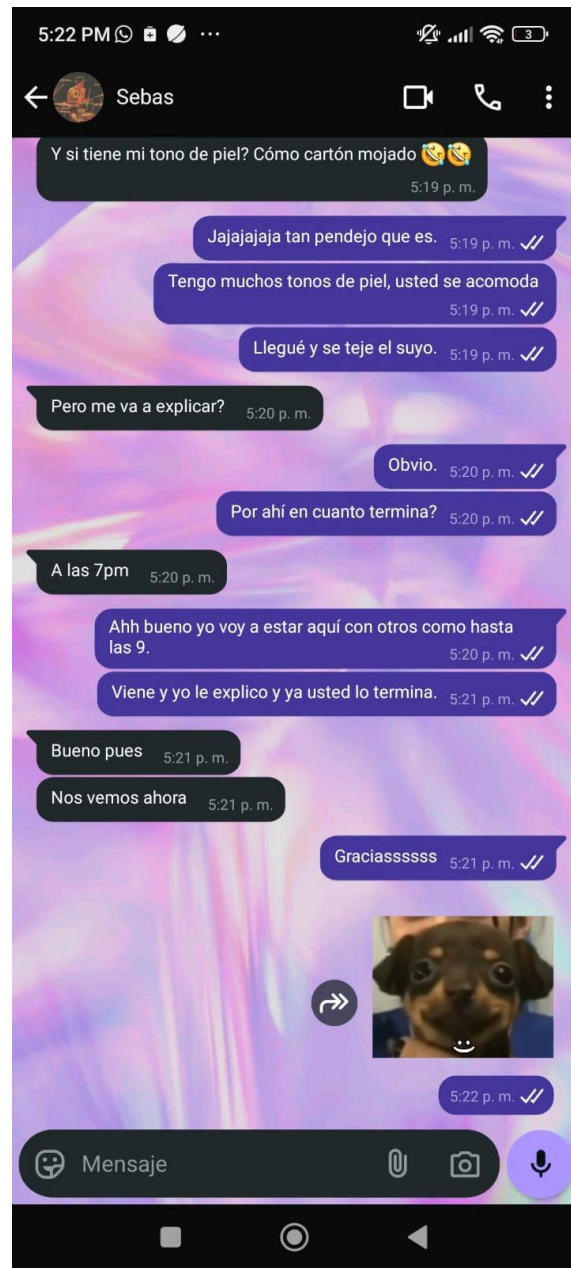 5:22 PM
3
Sebas
Y si tiene mi tono de piel? Cómo cartón mojado 🤣🤣
5:19 p. m.
Jajajajaja tan pendejo que es. 5:19 p. m.
Tengo muchos tonos de piel, usted se acomoda
5:19 p. m.
Llegué y se teje el suyo. 5:19 p. m.
Pero me va a explicar? 5:20 p. m.
Obvio. 5:20 p. m.
Por ahí en cuanto termina? 5:20 p. m.
A las 7pm 5:20 p. m.
Ahh bueno yo voy a estar aquí con otros como hasta
las 9. 5:20 p. m.
Viene y yo le explico y ya usted lo termina. 5:21 p. m.
Bueno pues 5:21 p. m.
Nos vemos ahora 5:21 p. m.
Graciassssss 5:21 p. m.
5:22 p. m.
Mensaje